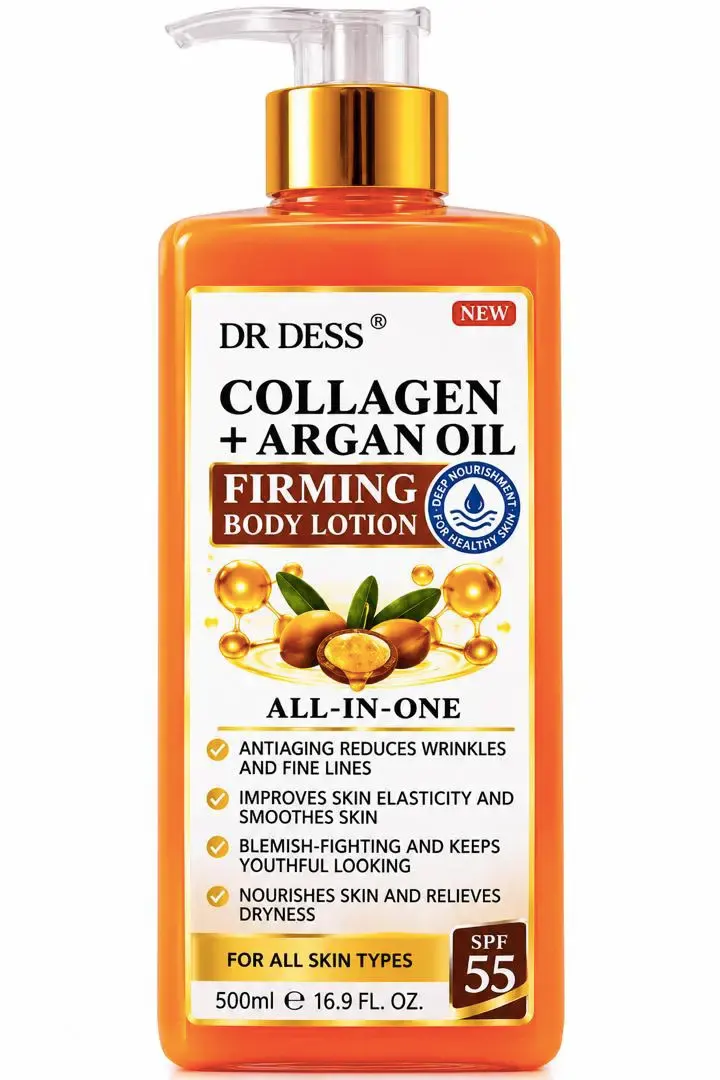 DR DESS ®
NEW
COLLAGEN
+ ARGAN OIL
FIRMING
BODY LOTION
DEEP NOURISHMENT
FOR HEALTHY SKIN
ALL-IN-ONE
ANTIAGING REDUCES WRINKLES
AND FINE LINES
IMPROVES SKIN ELASTICITY AND
SMOOTHES SKIN
BLEMISH-FIGHTING AND KEEPS
YOUTHFUL LOOKING
NOURISHES SKIN AND RELIEVES
DRYNESS
FOR ALL SKIN TYPES
SPF
55
500ml ℮ 16.9 FL. OZ.